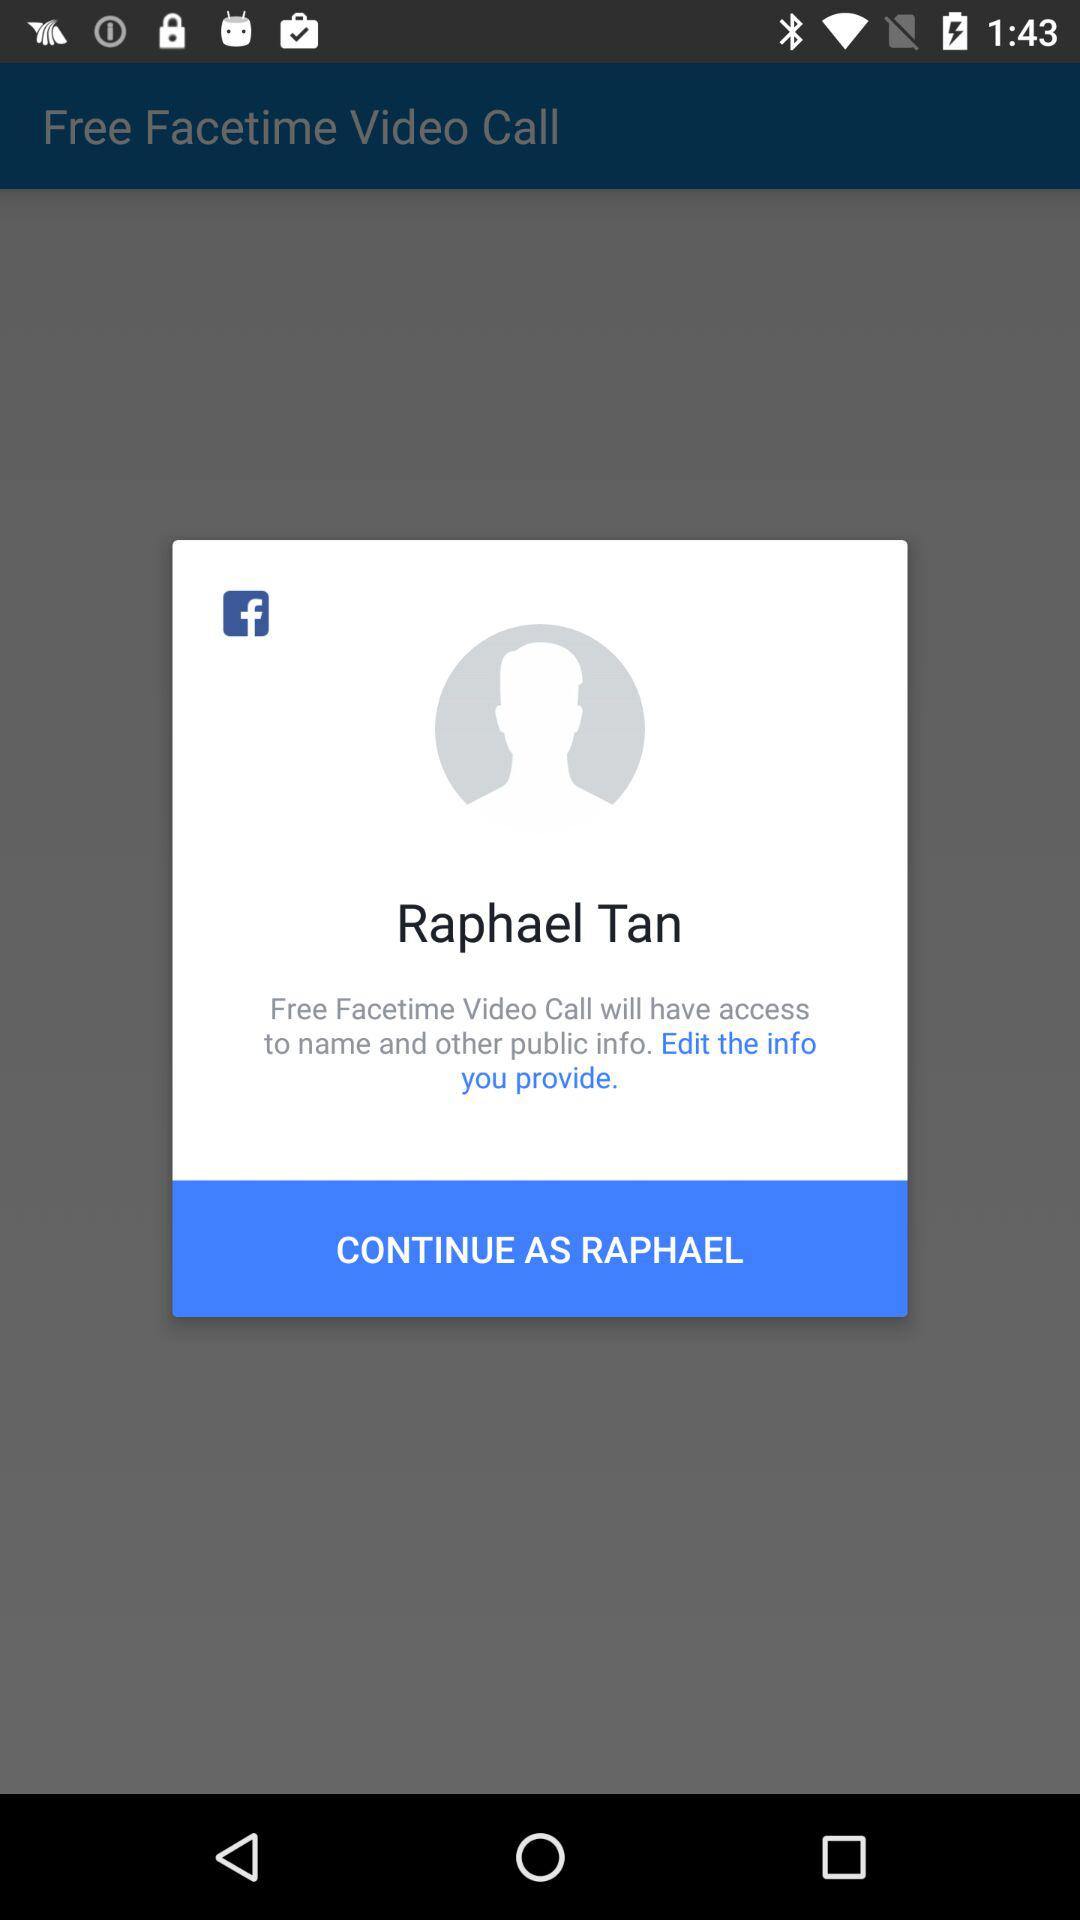 1:43
Free Facetime Video Call
Raphael Tan
Free Facetime Video Call will have access
to name and other public info. Edit the info
you provide.
CONTINUE AS RAPHAEL